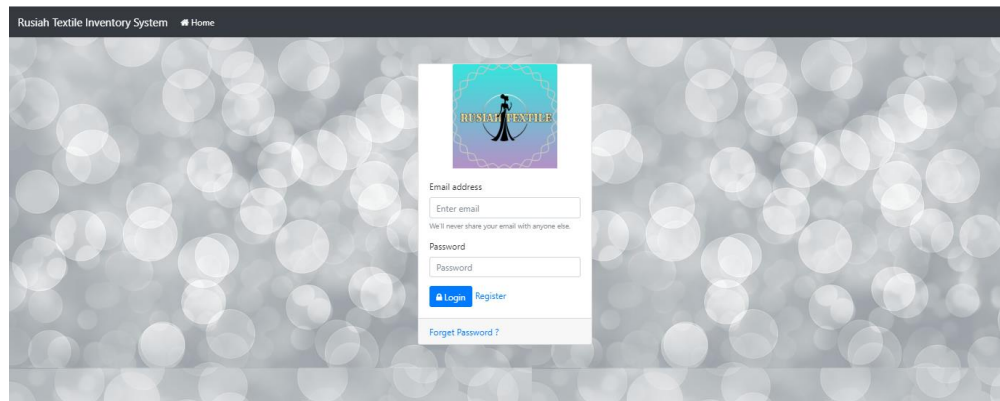 Rusiah Textile Inventory System Home
RUSIAH TEXTILE
Email address
Enter email
We'll never share your email with anyone else.
Password
Password
Login Register
Forget Password ?